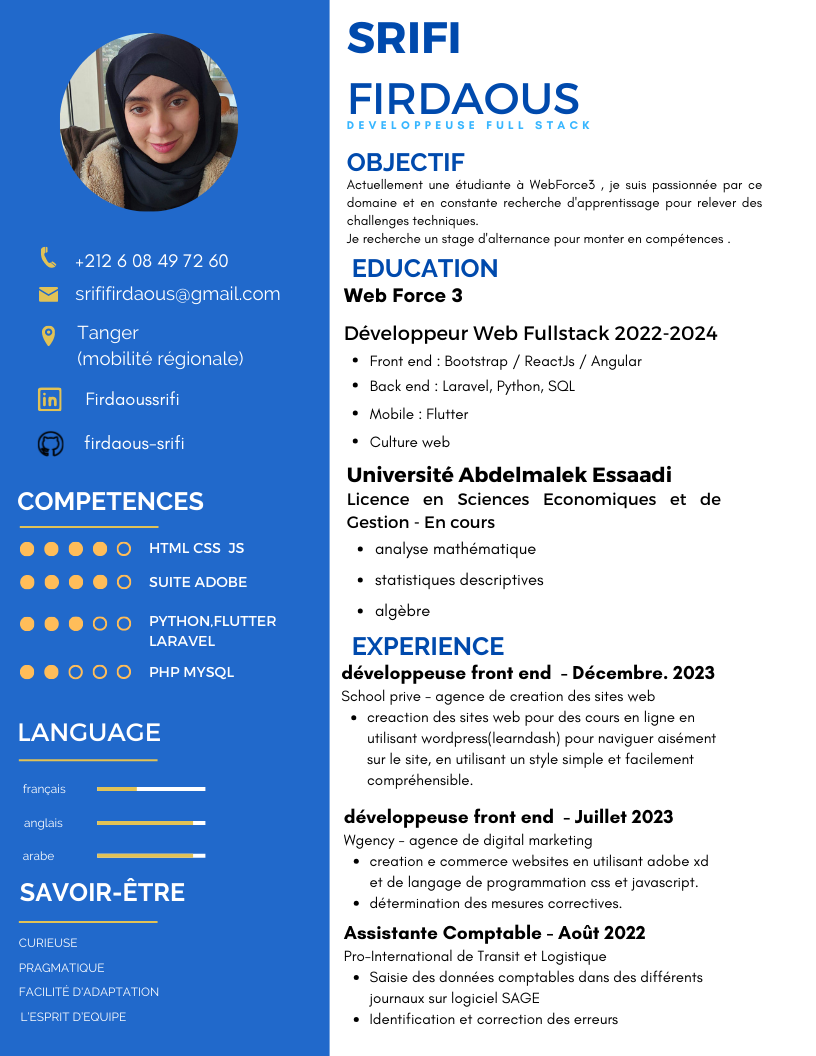 +212 6 08 49 72 60
srififirdaous@gmail.com
Tanger
(mobilité régionale)
Firdaoussrifi
firdaous-srifi
COMPETENCES
HTML CSS JS
SUITE ADOBE
PYTHON,FLUTTER
LARAVEL
PHP MYSQL
LANGUAGE
français
anglais
arabe
SAVOIR-ÊTRE
CURIEUSE
PRAGMATIQUE
FACILITÉ D'ADAPTATION
L'ESPRIT D'EQUIPE
SRIFI
FIRDAOUS
DEVELOPPEUSE FULL STACK
OBJECTIF
Actuellement une étudiante à WebForce3 , je suis passionnée par ce
domaine et en constante recherche d'apprentissage pour relever des
challenges techniques.
Je recherche un stage d'alternance pour monter en compétences .
EDUCATION
Web Force 3
Développeur Web Fullstack 2022-2024
• Front end : Bootstrap / ReactJs / Angular
• Back end : Laravel, Python, SQL
• Mobile : Flutter
• Culture web
Université Abdelmalek Essaadi
Licence en Sciences Economiques et de
Gestion - En cours
• analyse mathématique
• statistiques descriptives
• algèbre
EXPERIENCE
développeuse front end - Décembre. 2023
School prive - agence de creation des sites web
• creaction des sites web pour des cours en ligne en
utilisant wordpress(learndash) pour naviguer aisément
sur le site, en utilisant un style simple et facilement
compréhensible.
développeuse front end - Juillet 2023
Wgency - agence de digital marketing
• creation e commerce websites en utilisant adobe xd
et de langage de programmation css et javascript.
• détermination des mesures correctives.
Assistante Comptable - Août 2022
Pro-International de Transit et Logistique
• Saisie des données comptables dans des différents
journaux sur logiciel SAGE
• Identification et correction des erreurs